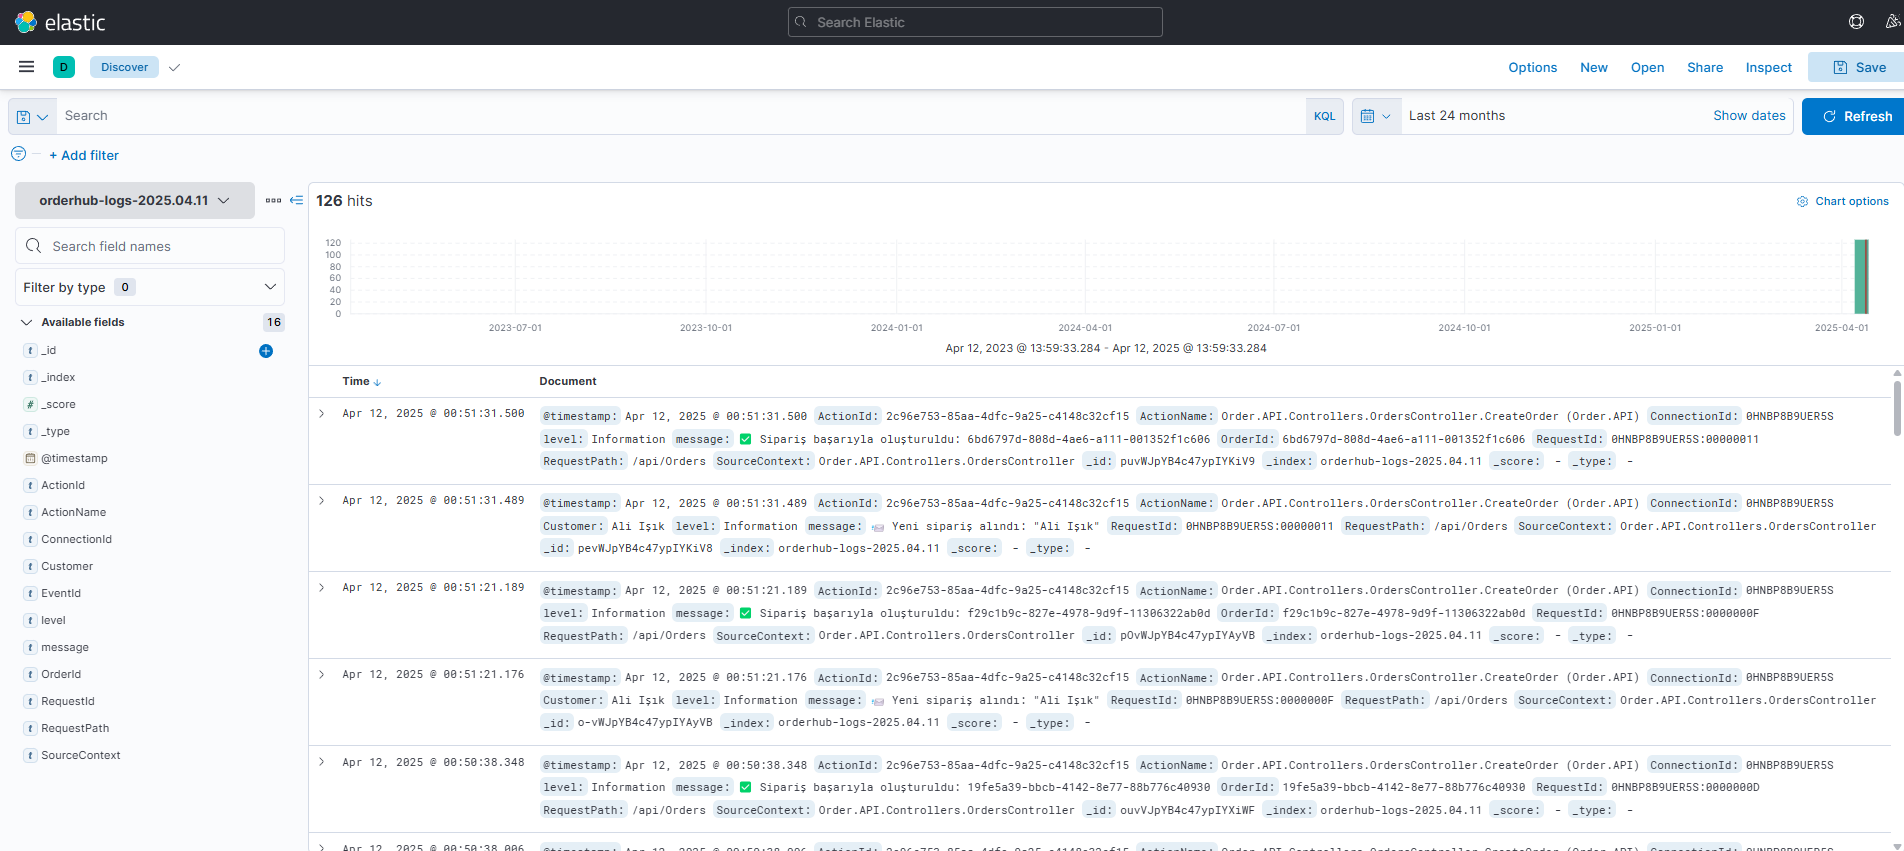 elastic
Search Elastic
D Discover
Options New Open Share Inspect Save
Search KQL Last 24 months Show dates Refresh
+ Add filter
orderhub-logs-2025.04.11
126 hits
Chart options
Search field names
Filter by type 0
Available fields 16
t _id
t _index
# _score
t _type
@timestamp
t ActionId
t ActionName
t ConnectionId
t Customer
t EventId
t level
t message
t OrderId
t RequestId
t RequestPath
t SourceContext
120
100
80
60
40
20
0
2023-07-01 2023-10-01 2024-01-01 2024-04-01 2024-07-01 2024-10-01 2025-01-01 2025-04-01
Apr 12, 2023 @ 13:59:33.284 - Apr 12, 2025 @ 13:59:33.284
Time Document
Apr 12, 2025 @ 00:51:31.500 @timestamp: Apr 12, 2025 @ 00:51:31.500 ActionId: 2c96e753-85aa-4dfc-9a25-c4148c32cf15 ActionName: Order.API.Controllers.OrdersController.CreateOrder (Order.API) ConnectionId: 0HNBP8B9UER5S
level: Information message: ✅ Sipariş başarıyla oluşturuldu: 6bd6797d-808d-4ae6-a111-001352f1c606 OrderId: 6bd6797d-808d-4ae6-a111-001352f1c606 RequestId: 0HNBP8B9UER5S:00000011
RequestPath: /api/Orders SourceContext: Order.API.Controllers.OrdersController _id: puvWJpYB4c47ypIYKiV9 _index: orderhub-logs-2025.04.11 _score: - _type: -
Apr 12, 2025 @ 00:51:31.489 @timestamp: Apr 12, 2025 @ 00:51:31.489 ActionId: 2c96e753-85aa-4dfc-9a25-c4148c32cf15 ActionName: Order.API.Controllers.OrdersController.CreateOrder (Order.API) ConnectionId: 0HNBP8B9UER5S
Customer: Ali Işık level: Information message: 📨 Yeni sipariş alındı: "Ali Işık" RequestId: 0HNBP8B9UER5S:00000011 RequestPath: /api/Orders SourceContext: Order.API.Controllers.OrdersController
_id: pevWJpYB4c47ypIYKiV8 _index: orderhub-logs-2025.04.11 _score: - _type: -
Apr 12, 2025 @ 00:51:21.189 @timestamp: Apr 12, 2025 @ 00:51:21.189 ActionId: 2c96e753-85aa-4dfc-9a25-c4148c32cf15 ActionName: Order.API.Controllers.OrdersController.CreateOrder (Order.API) ConnectionId: 0HNBP8B9UER5S
level: Information message: ✅ Sipariş başarıyla oluşturuldu: f29c1b9c-827e-4978-9d9f-11306322ab0d OrderId: f29c1b9c-827e-4978-9d9f-11306322ab0d RequestId: 0HNBP8B9UER5S:0000000F
RequestPath: /api/Orders SourceContext: Order.API.Controllers.OrdersController _id: pOvWJpYB4c47ypIYAyVB _index: orderhub-logs-2025.04.11 _score: - _type: -
Apr 12, 2025 @ 00:51:21.176 @timestamp: Apr 12, 2025 @ 00:51:21.176 ActionId: 2c96e753-85aa-4dfc-9a25-c4148c32cf15 ActionName: Order.API.Controllers.OrdersController.CreateOrder (Order.API) ConnectionId: 0HNBP8B9UER5S
Customer: Ali Işık level: Information message: 📨 Yeni sipariş alındı: "Ali Işık" RequestId: 0HNBP8B9UER5S:0000000F RequestPath: /api/Orders SourceContext: Order.API.Controllers.OrdersController
_id: o-vWJpYB4c47ypIYAyVB _index: orderhub-logs-2025.04.11 _score: - _type: -
Apr 12, 2025 @ 00:50:38.348 @timestamp: Apr 12, 2025 @ 00:50:38.348 ActionId: 2c96e753-85aa-4dfc-9a25-c4148c32cf15 ActionName: Order.API.Controllers.OrdersController.CreateOrder (Order.API) ConnectionId: 0HNBP8B9UER5S
level: Information message: ✅ Sipariş başarıyla oluşturuldu: 19fe5a39-bbcb-4142-8e77-88b776c40930 OrderId: 19fe5a39-bbcb-4142-8e77-88b776c40930 RequestId: 0HNBP8B9UER5S:0000000D
RequestPath: /api/Orders SourceContext: Order.API.Controllers.OrdersController _id: ouvVJpYB4c47ypIYXiWF _index: orderhub-logs-2025.04.11 _score: - _type: -
Apr 12, 2025 @ 00:50:38.006